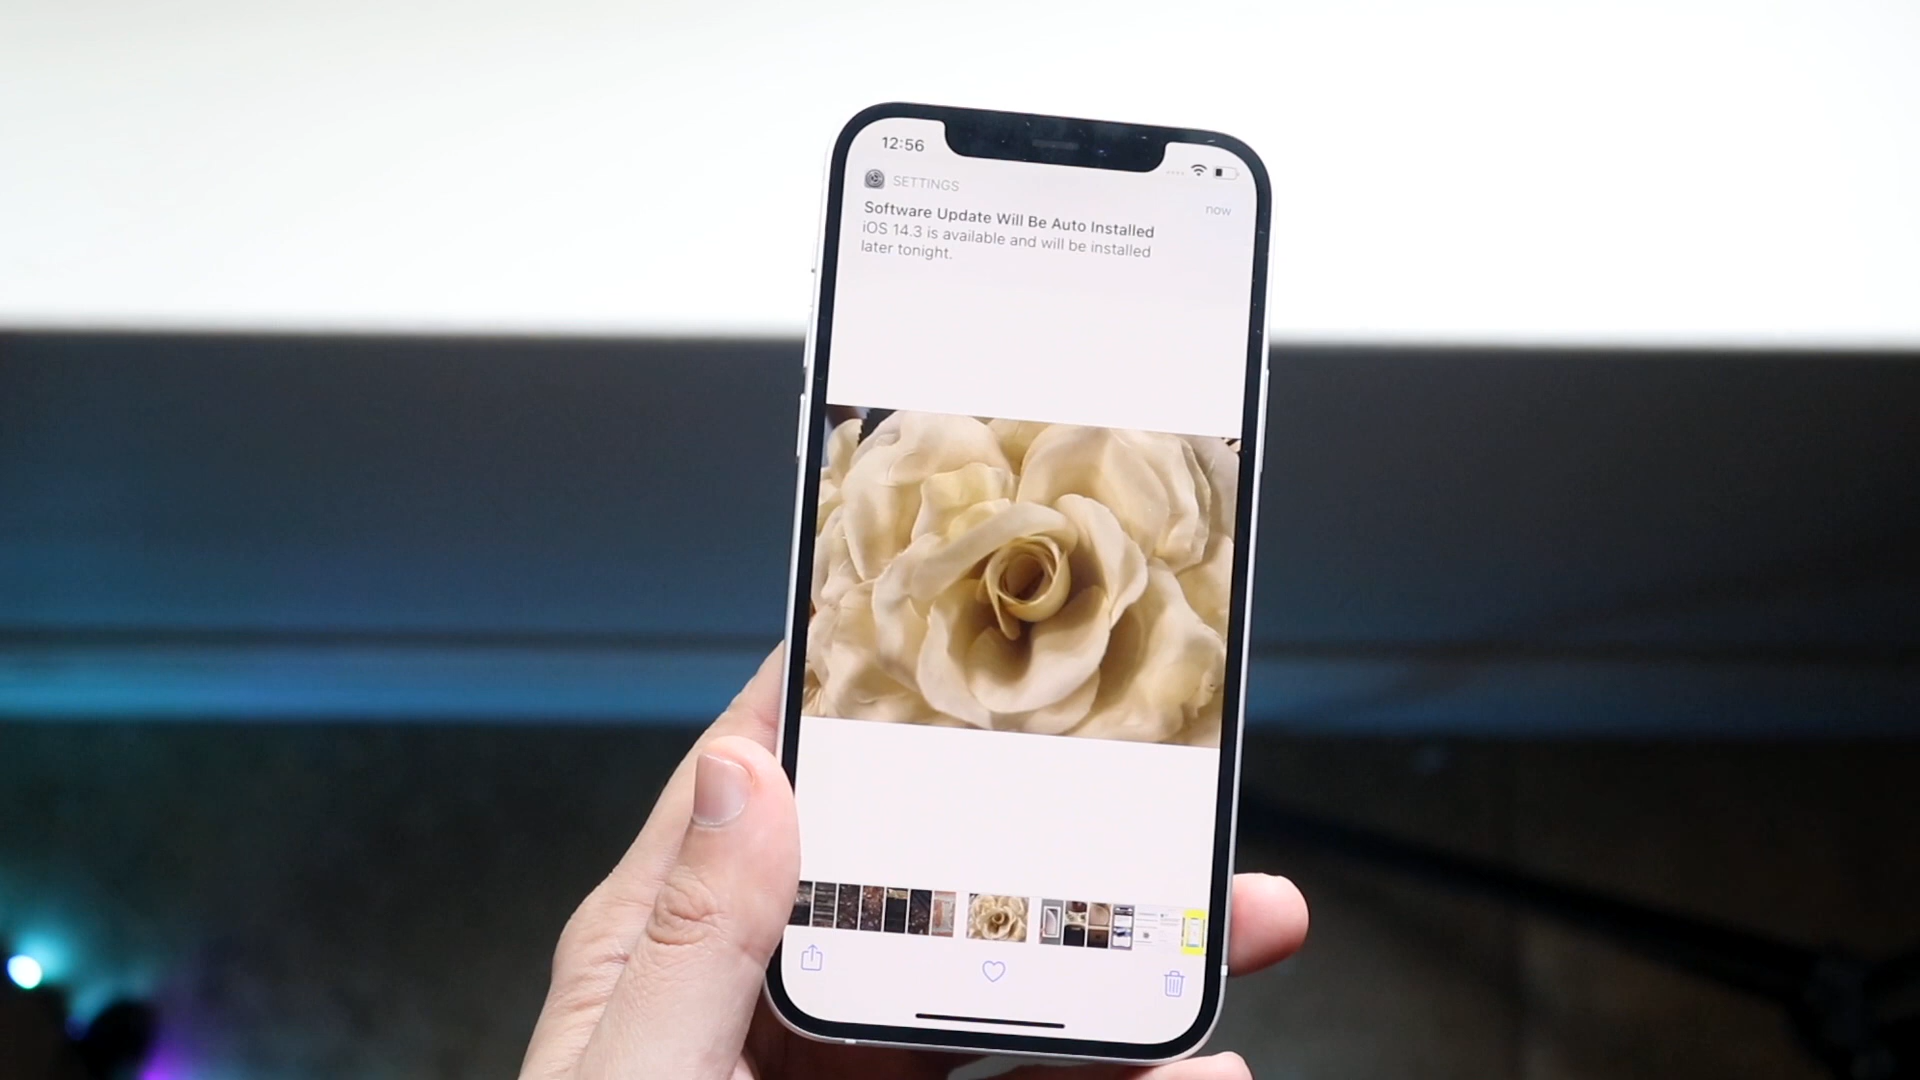 12:56
SETTINGS
now
Software Update Will Be Auto Installed
iOS 14.3 is available and will be installed
later tonight.